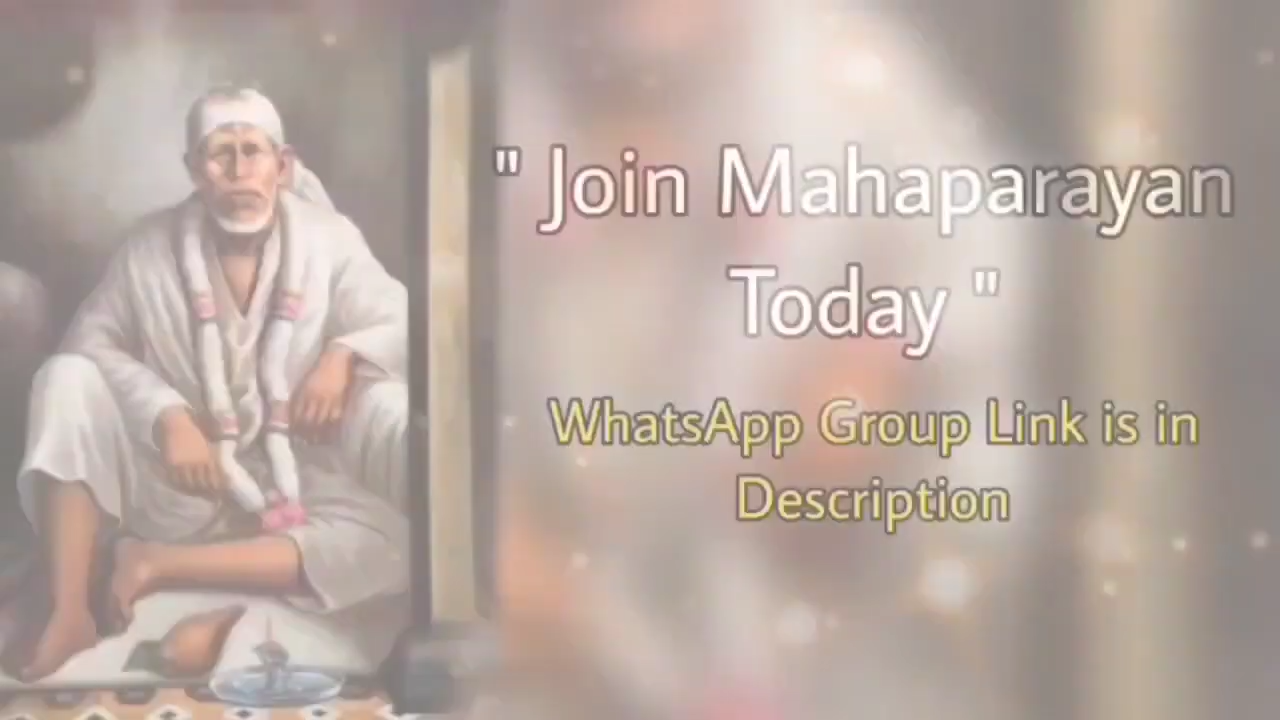 " Join Mahaparayan
Today "
WhatsApp Group Link is in
Description